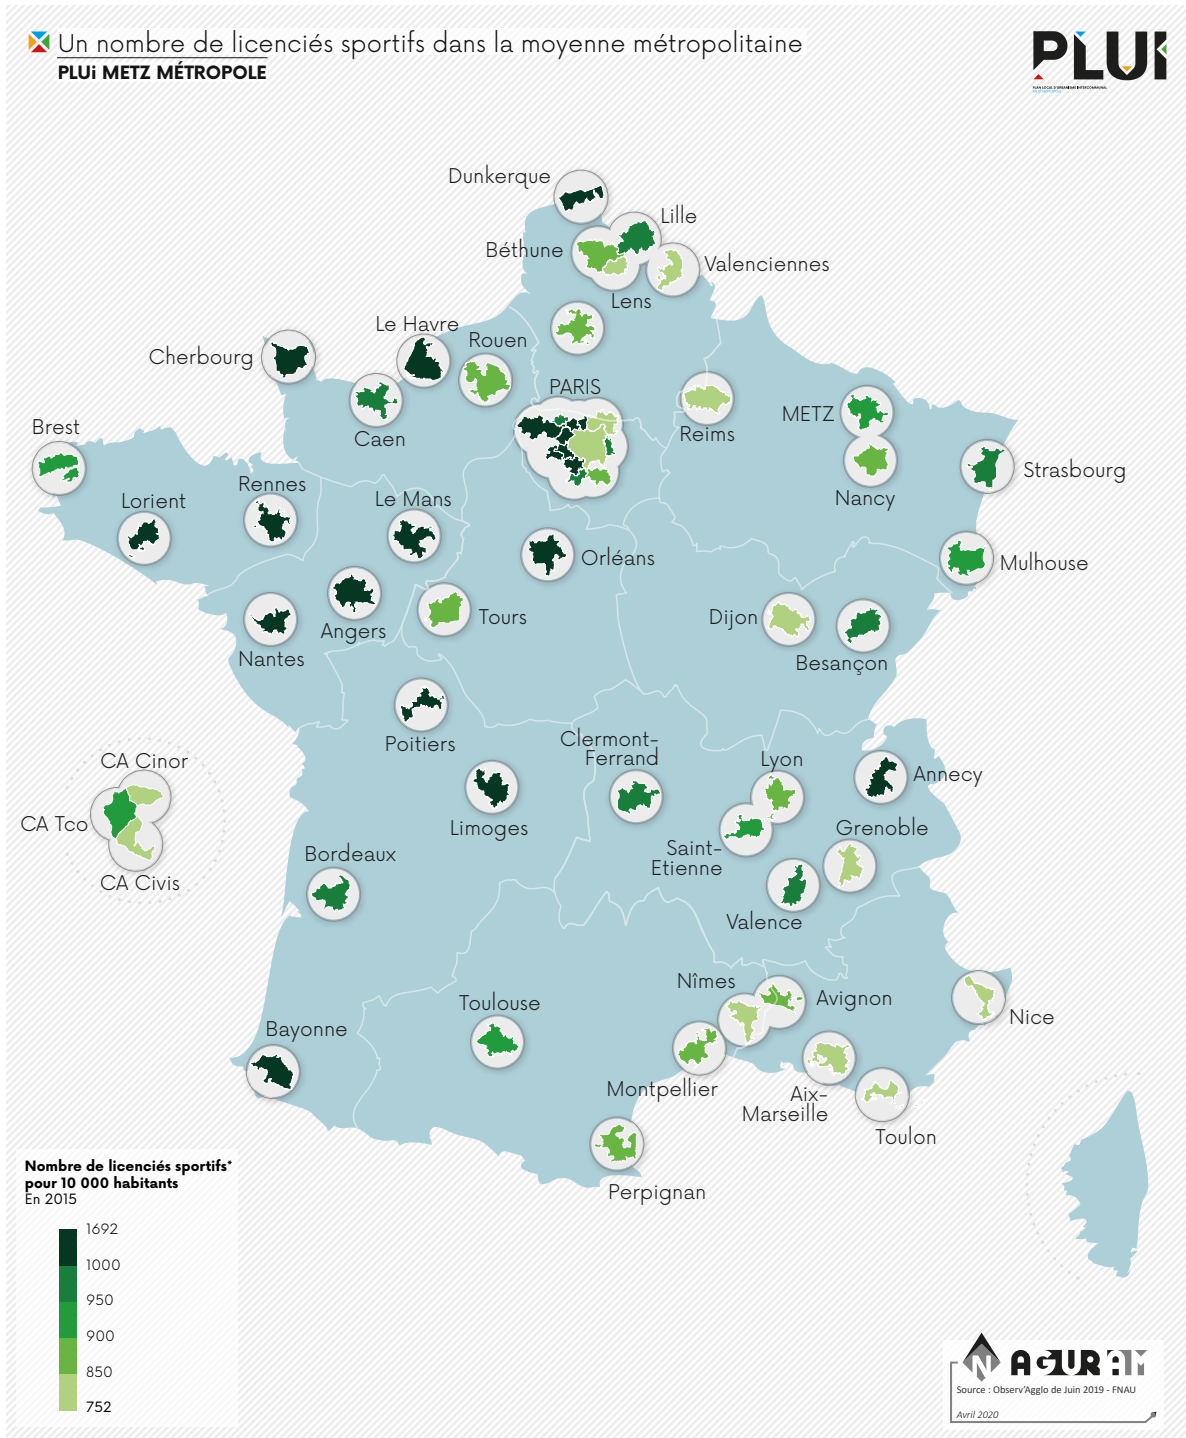 Un nombre de licenciés sportifs dans la moyenne métropolitaine
PLUi METZ MÉTROPOLE
PLUi
PLAN LOCAL D'URBANISME INTERCOMMUNAL
Dunkerque
Lille
Béthune
Valenciennes
Lens
Le Havre
Rouen
Cherbourg
PARIS
Caen
Reims
METZ
Brest
Nancy
Strasbourg
Rennes
Lorient
Le Mans
Orléans
Mulhouse
Angers
Tours
Dijon
Nantes
Besançon
Poitiers
Clermont-
Ferrand
Lyon
CA Cinor
Annecy
CA Tco
Limoges
Grenoble
Saint-
Etienne
Bordeaux
CA Civis
Valence
Nîmes
Avignon
Toulouse
Nice
Bayonne
Montpellier
Aix-
Marseille
Toulon
Perpignan
Nombre de licenciés sportifs*
pour 10 000 habitants
En 2015
1692
1000
950
900
850
752
N AGURAM
Source : Observ'Agglo de Juin 2019 - FNAU
Avril 2020